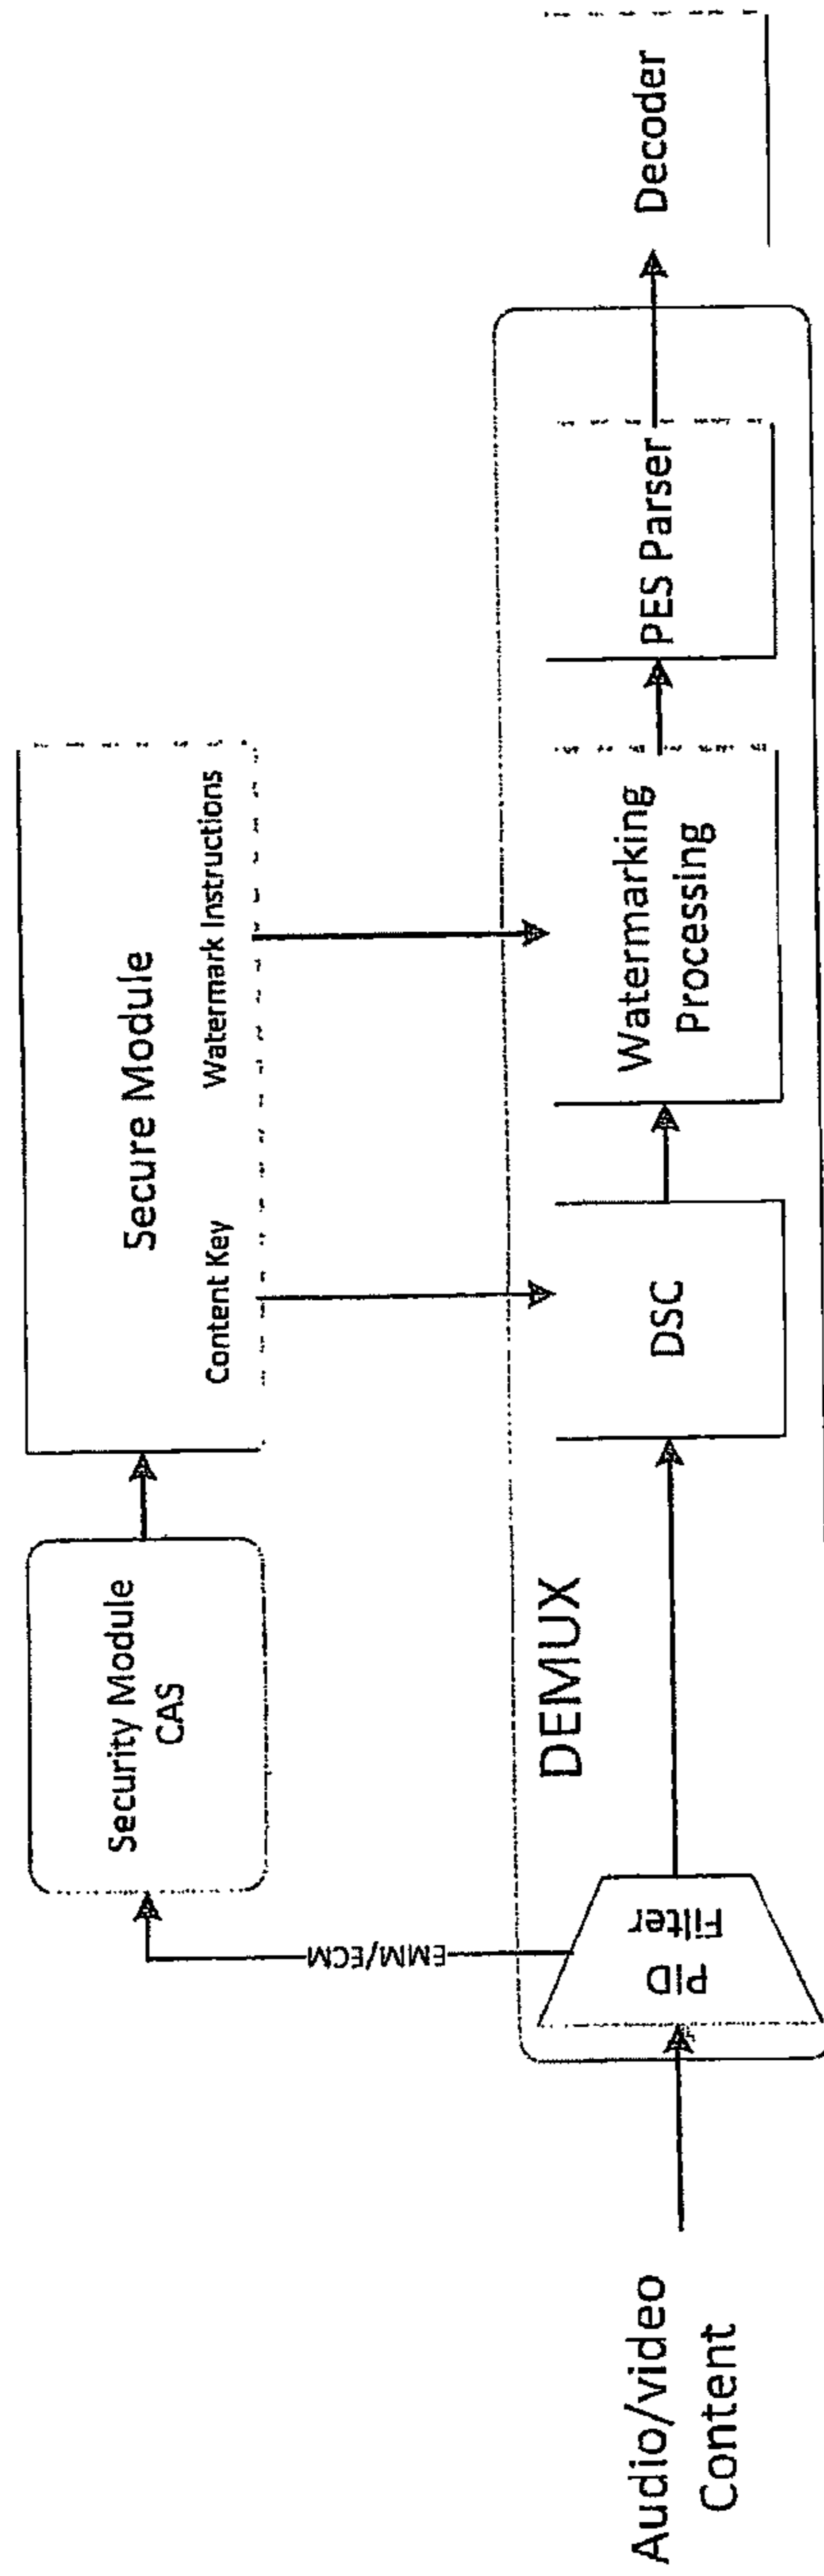 Security Module
CAS
Secure Module
Content Key
Watermark Instructions
EMM/ECM
DEMUX
Audio/video
Content
PID
Filter
DSC
Watermarking
Processing
PES Parser
Decoder